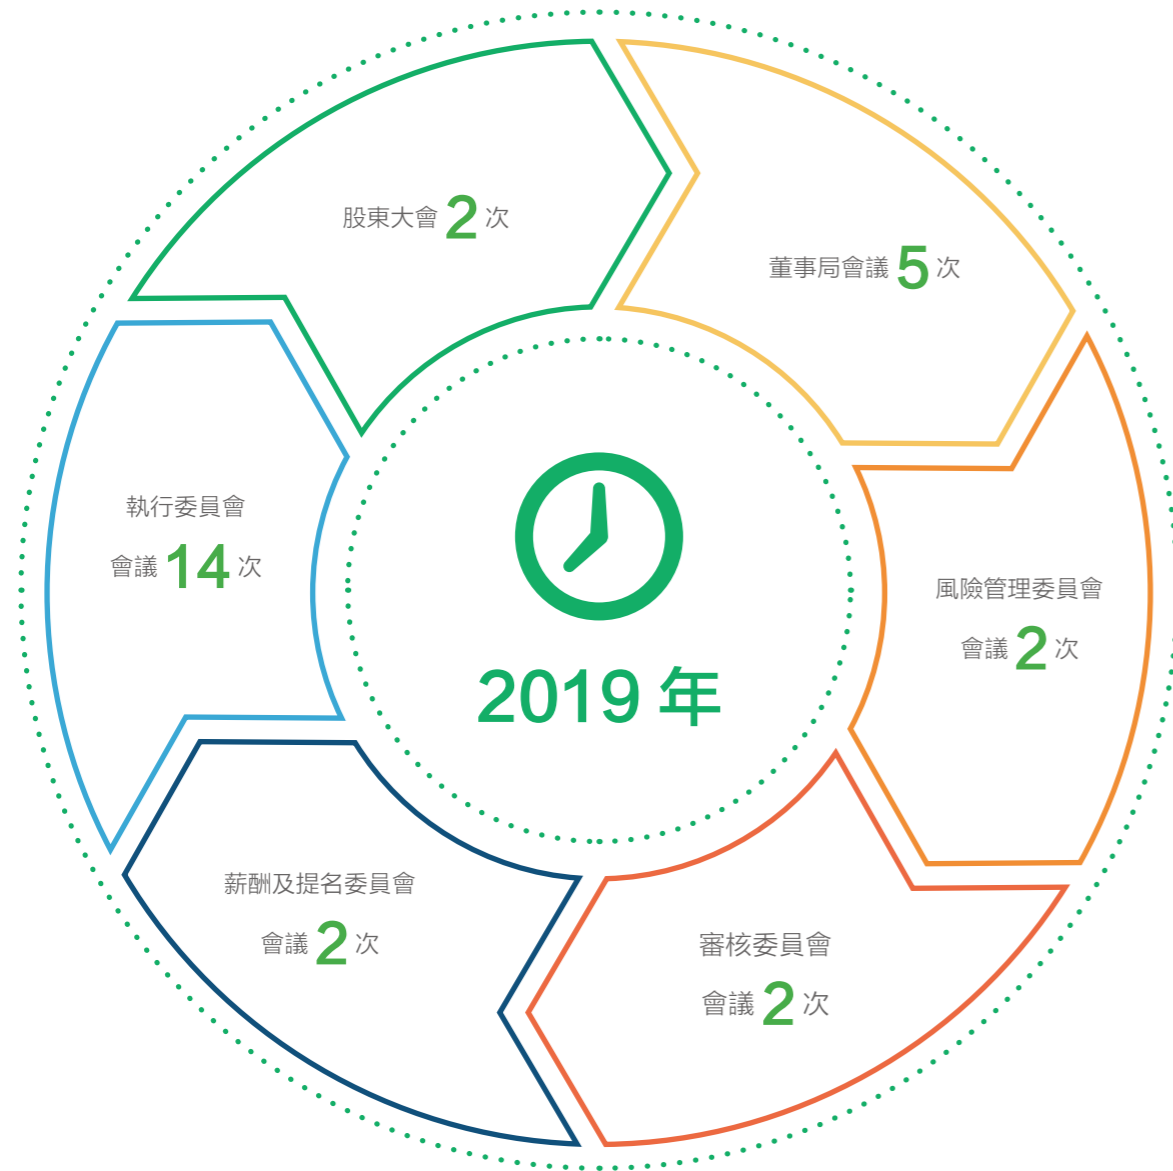 股東大會 2 次
董事局會議 5 次
風險管理委員會
會議 2 次
審核委員會
會議 2 次
薪酬及提名委員會
會議 2 次
執行委員會
會議 14 次
2019 年